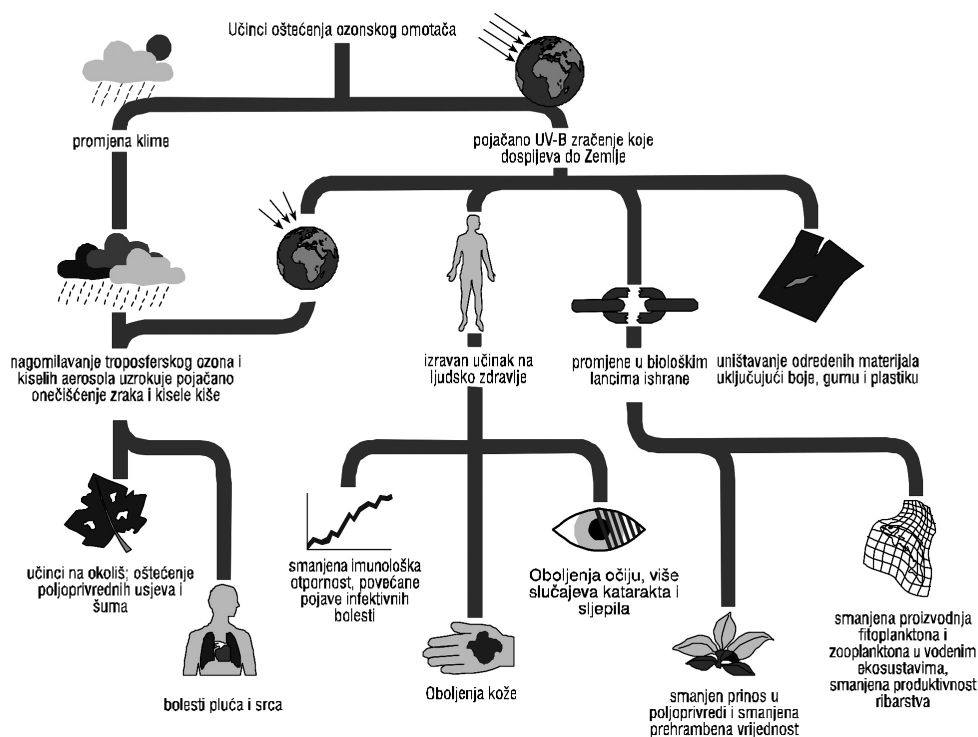 Učinci oštećenja ozonskog omotača
promjena klime
pojačano UV-B zračenje koje
dospijeva do Zemlje
nagomilavanje troposferskog ozona i
kiselih aerosola uzrokuje pojačano
onečišćenje zraka i kisele kiše
izravan učinak na
ljudsko zdravlje
promjene u biološkim
lancima ishrane
uništavanje određenih materijala
uključujući boje, gumu i plastiku
učinci na okoliš; oštećenje
poljoprivrednih usjeva i
šuma
bolesti pluća i srca
smanjena imunološka
otpornost, povećane
pojave infektivnih
bolesti
Oboljenja kože
Oboljenja očiju, više
slučajeva katarakta i
sljepila
smanjen prinos u
poljoprivredi i smanjena
prehrambena vrijednost
smanjena proizvodnja
fitoplanktona i
zooplanktona u vodenim
ekosustavima,
smanjena produktivnost
ribarstva